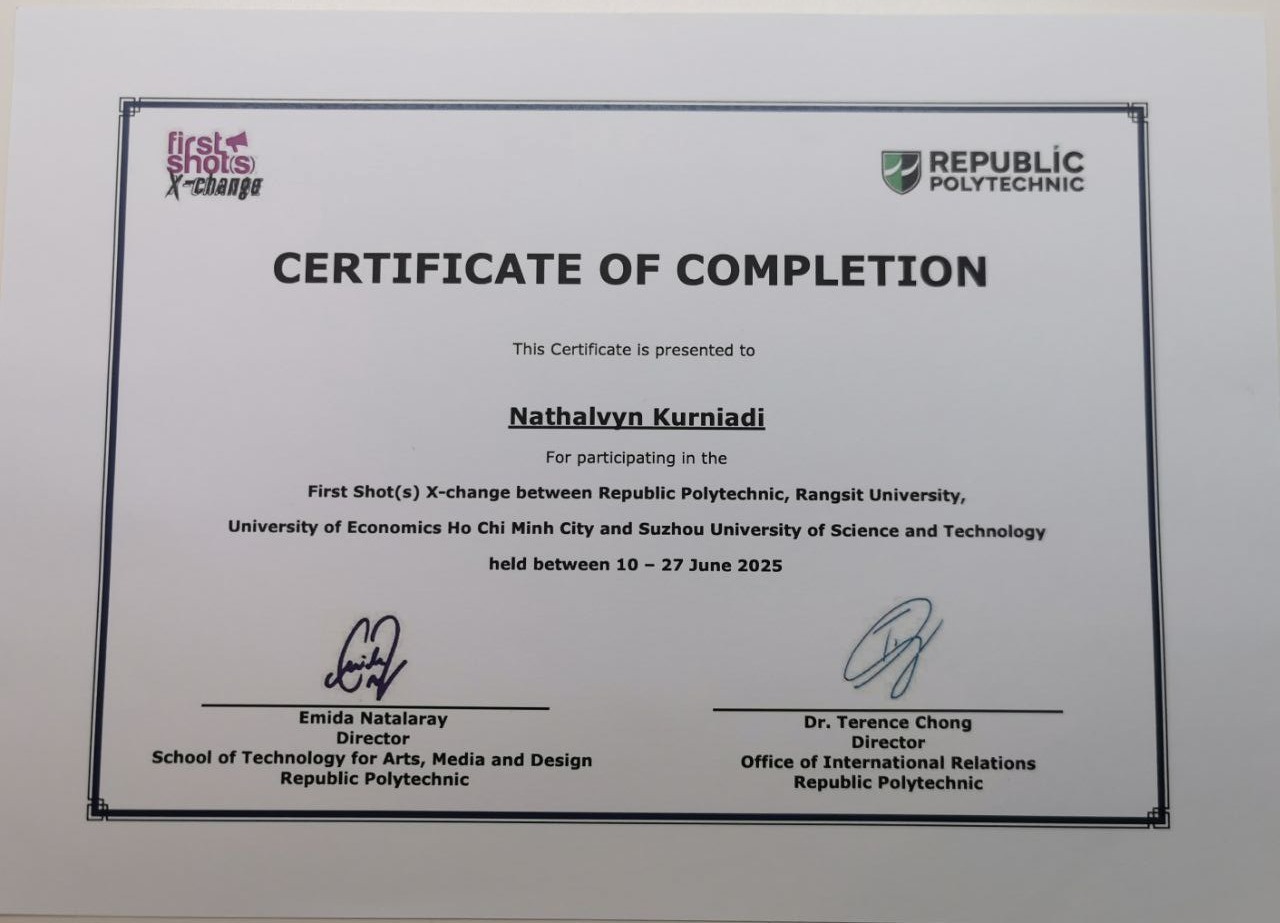 first
shot(s)
X-change
REPUBLIC
POLYTECHNIC
CERTIFICATE OF COMPLETION
This Certificate is presented to
Nathalvyn Kurniadi
For participating in the
First Shot(s) X-change between Republic Polytechnic, Rangsit University,
University of Economics Ho Chi Minh City and Suzhou University of Science and Technology
held between 10 – 27 June 2025
Emida Natalaray
Director
School of Technology for Arts, Media and Design
Republic Polytechnic
Dr. Terence Chong
Director
Office of International Relations
Republic Polytechnic